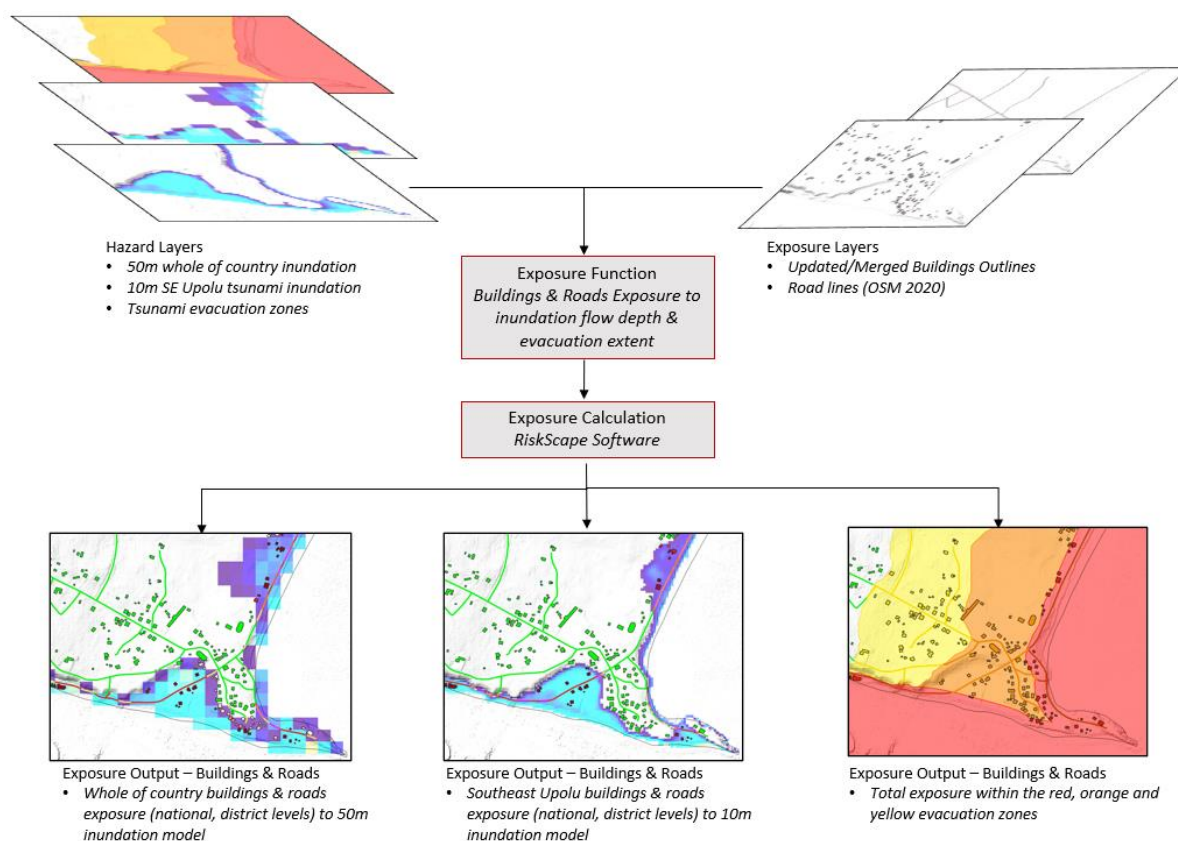 Hazard Layers
• 50m whole of country inundation
• 10m SE Upolu tsunami inundation
• Tsunami evacuation zones
Exposure Layers
• Updated/Merged Buildings Outlines
• Road lines (OSM 2020)
Exposure Function
Buildings & Roads Exposure to
inundation flow depth &
evacuation extent
Exposure Calculation
RiskScape Software
Exposure Output – Buildings & Roads
• Whole of country buildings & roads
exposure (national, district levels) to 50m
inundation model
Exposure Output – Buildings & Roads
• Southeast Upolu buildings & roads
exposure (national, district levels) to 10m
inundation model
Exposure Output – Buildings & Roads
• Total exposure within the red, orange and
yellow evacuation zones